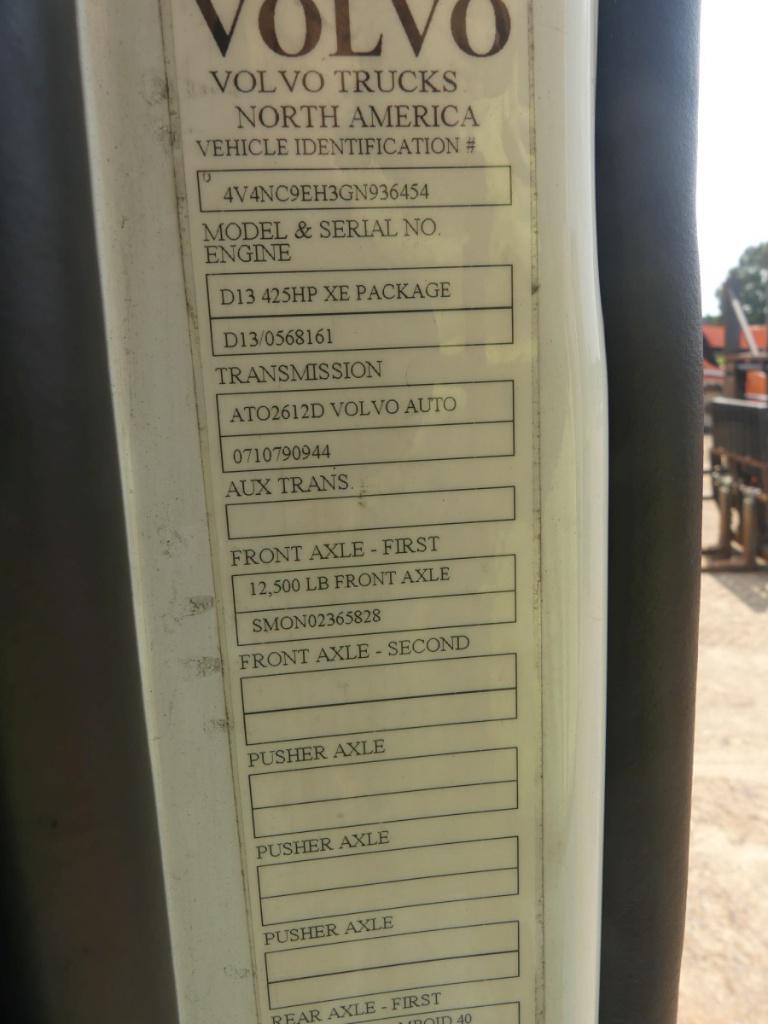 VOLVO
VOLVO TRUCKS
NORTH AMERICA
VEHICLE IDENTIFICATION #
4V4NC9EH3GN936454
MODEL & SERIAL NO.
ENGINE
D13 425HP XE PACKAGE
D13/0568161
TRANSMISSION
ATO2612D VOLVO AUTO
0710790944
AUX TRANS.
FRONT AXLE - FIRST
12,500 LB FRONT AXLE
SMON02365828
FRONT AXLE - SECOND
PUSHER AXLE
PUSHER AXLE
PUSHER AXLE
REAR AXLE - FIRST
40